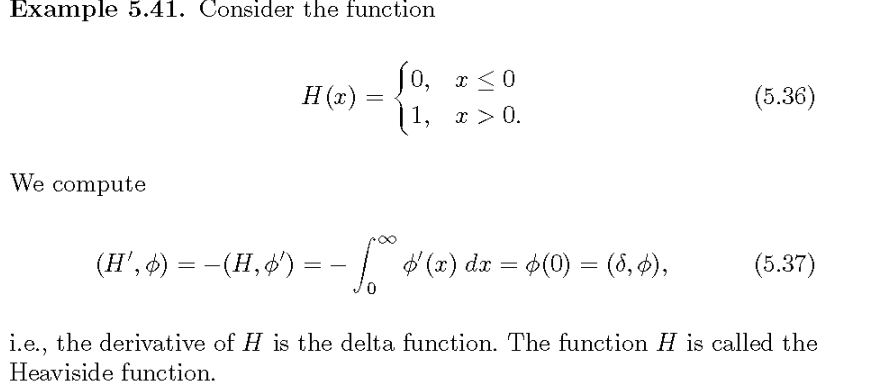 Example 5.41. Consider the function
H(x) = { 0, x ≤ 0
1, x > 0. (5.36)
We compute
(H′, ϕ) = −(H, ϕ′) = − ∫₀^∞ ϕ′(x) dx = ϕ(0) = (δ, ϕ), (5.37)
i.e., the derivative of H is the delta function. The function H is called the
Heaviside function.